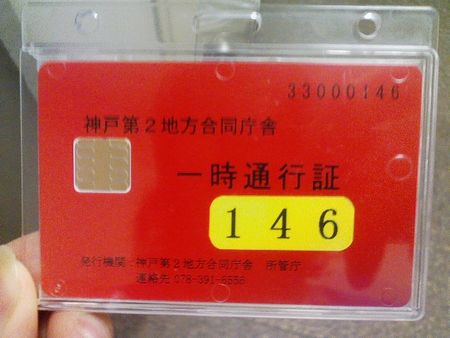 33000146
神戸第2地方合同庁舎
一時通行証
146
発行機関：神戸第2地方合同庁舎　所管庁
連絡先 078-391-6556